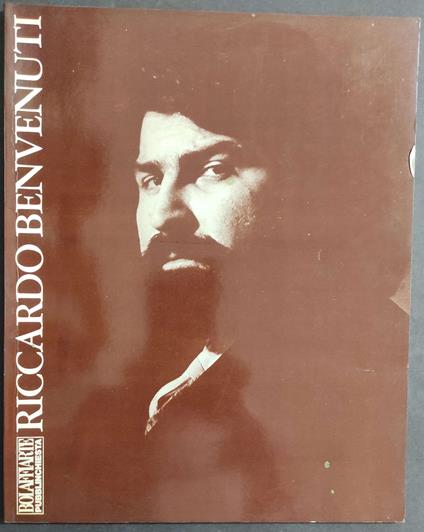 BOLAFFIARTE
PUBBLINCHIESTA
RICCARDO BENVENUTI